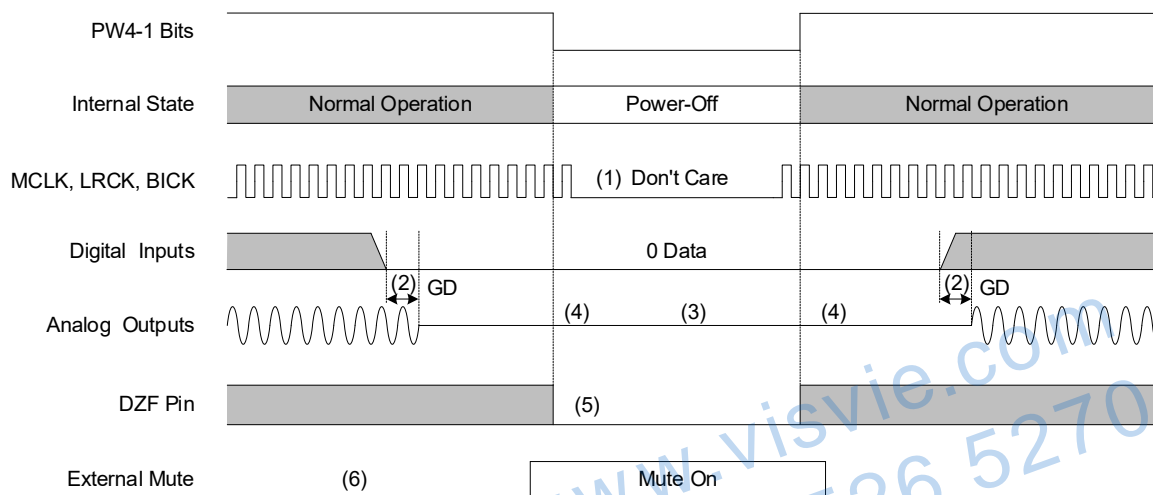 PW4-1 Bits
Internal State
Normal Operation
Power-Off
Normal Operation
MCLK, LRCK, BICK
(1) Don't Care
Digital Inputs
0 Data
(2)
GD
(2)
GD
Analog Outputs
(4)
(3)
(4)
DZF Pin
(5)
External Mute
(6)
Mute On
www.visvie.com
5270